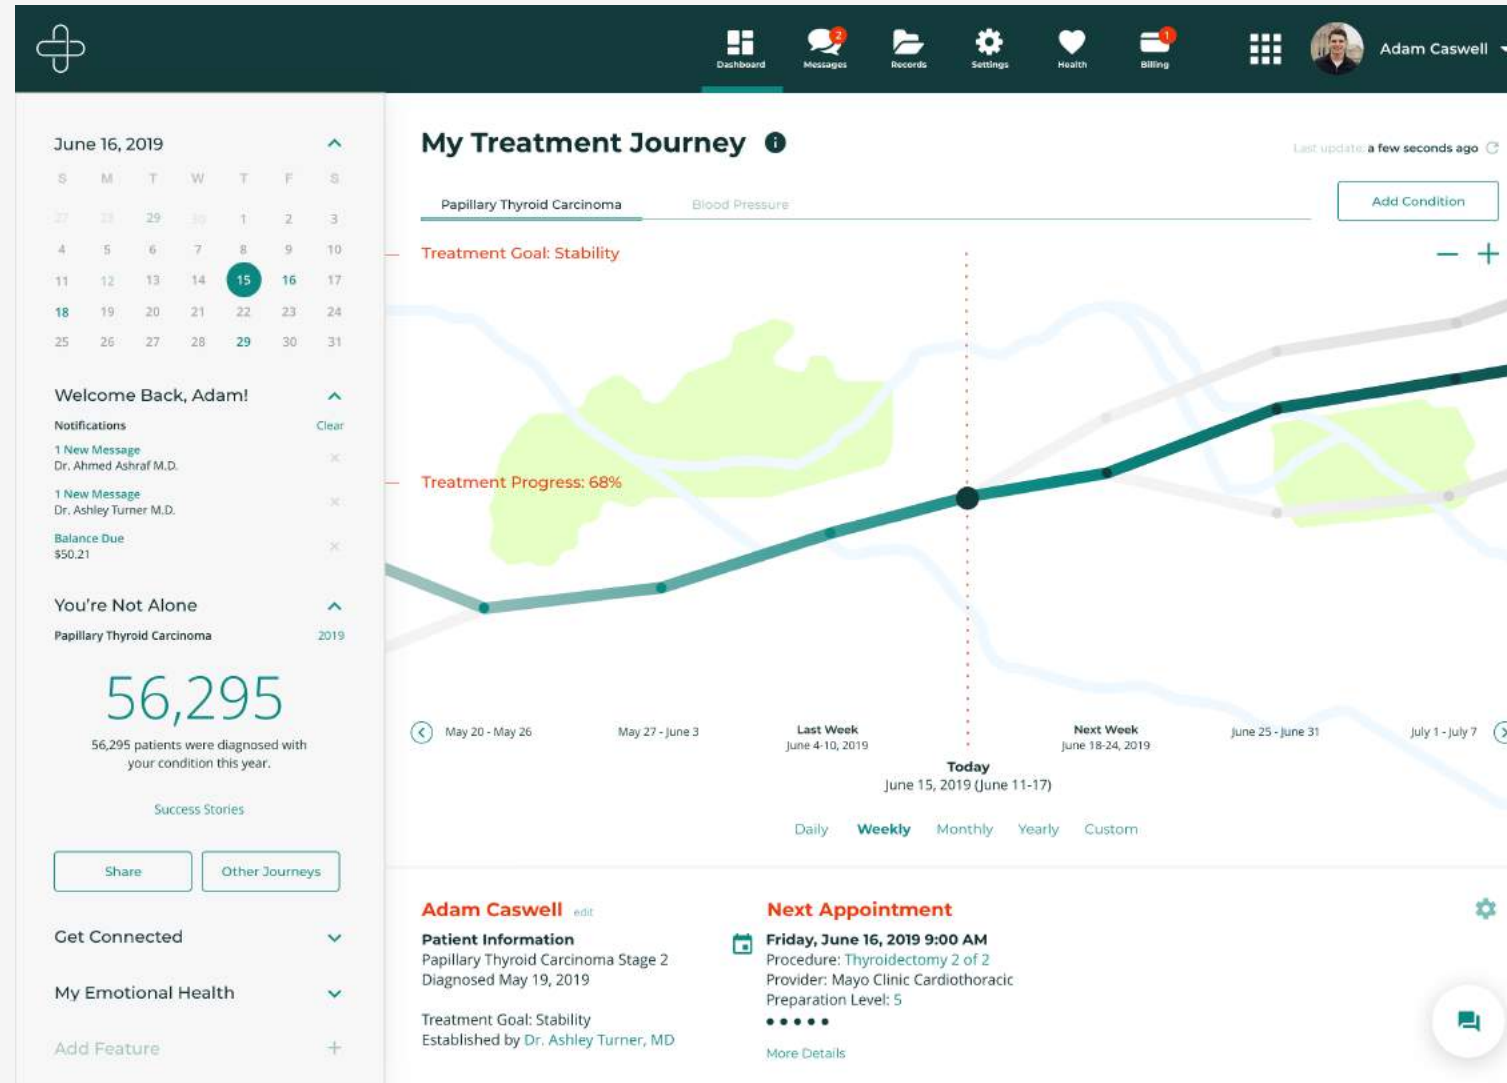 Dashboard
2
Messages
Records
Settings
Health
1
Billing
Adam Caswell
June 16, 2019
S M T W T F S
27 28 29 30 1 2 3
4 5 6 7 8 9 10
11 12 13 14 15 16 17
18 19 20 21 22 23 24
25 26 27 28 29 30 31
Welcome Back, Adam!
Notifications Clear
1 New Message
Dr. Ahmed Ashraf M.D.
1 New Message
Dr. Ashley Turner M.D.
Balance Due
$50.21
You're Not Alone
Papillary Thyroid Carcinoma 2019
56,295
56,295 patients were diagnosed with
your condition this year.
Success Stories
Share Other Journeys
Get Connected
My Emotional Health
Add Feature
My Treatment Journey
Last update: a few seconds ago
Papillary Thyroid Carcinoma Blood Pressure Add Condition
Treatment Goal: Stability
Treatment Progress: 68%
May 20 - May 26
May 27 - June 3
Last Week
June 4-10, 2019
Today
June 15, 2019 (June 11-17)
Next Week
June 18-24, 2019
June 25 - June 31
July 1 - July 7
Daily Weekly Monthly Yearly Custom
Adam Caswell edit
Patient Information
Papillary Thyroid Carcinoma Stage 2
Diagnosed May 19, 2019
Treatment Goal: Stability
Established by Dr. Ashley Turner, MD
Next Appointment
Friday, June 16, 2019 9:00 AM
Procedure: Thyroidectomy 2 of 2
Provider: Mayo Clinic Cardiothoracic
Preparation Level: 5
More Details